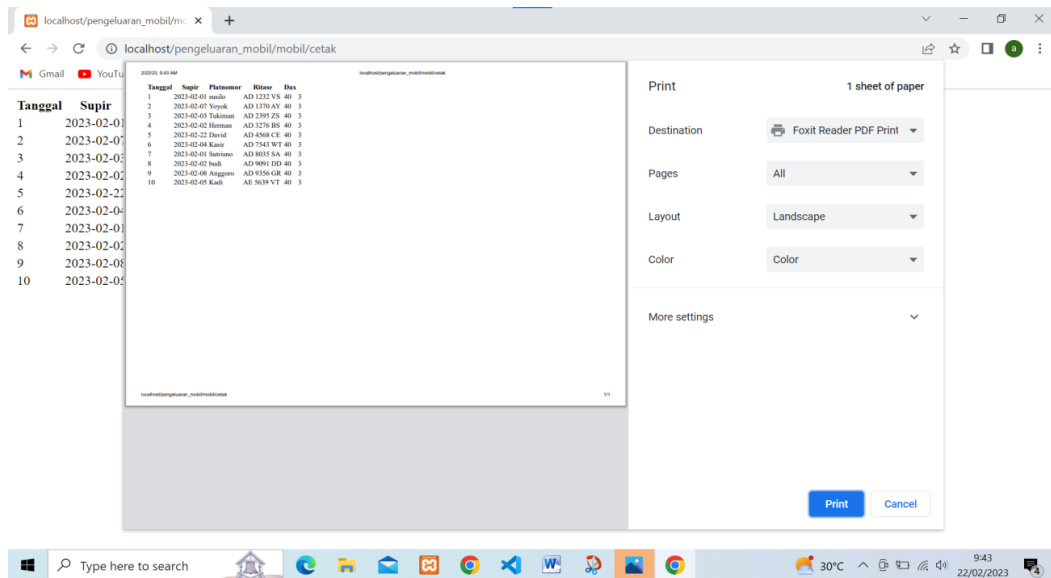 localhost/pengeluaran_mobil/mo
localhost/pengeluaran_mobil/mobil/cetak
a
Gmail YouTu
Tanggal Supir
1 2023-02-01
2 2023-02-07
3 2023-02-03
4 2023-02-02
5 2023-02-22
6 2023-02-04
7 2023-02-01
8 2023-02-02
9 2023-02-08
10 2023-02-05
2/22/23, 9:43 AM localhost/pengeluaran_mobil/mobil/cetak
Tanggal Supir Platnomor Ritase Dax
1 2023-02-01 susilo AD 1232 VS 40 3
2 2023-02-07 Yoyok AD 1370 AY 40 3
3 2023-02-03 Tukiman AD 2395 ZS 40 3
4 2023-02-02 Herman AD 3276 BS 40 3
5 2023-02-22 David AD 4568 CE 40 3
6 2023-02-04 Kasir AD 7543 WT 40 3
7 2023-02-01 Sutrisno AD 8035 SA 40 3
8 2023-02-02 budi AD 9091 DD 40 3
9 2023-02-08 Anggoro AD 9356 GR 40 3
10 2023-02-05 Kadi AE 5639 VT 40 3
localhost/pengeluaran_mobil/mobil/cetak 1/1
Print 1 sheet of paper
Destination Foxit Reader PDF Print
Pages All
Layout Landscape
Color Color
More settings
Print Cancel
Type here to search
30°C
9:43
22/02/2023
4